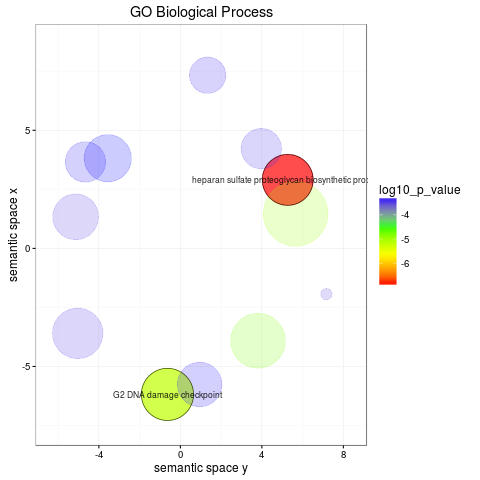 GO Biological Process
5
0
-5
semantic space x
heparan sulfate proteoglycan biosynthetic pro
G2 DNA damage checkpoint
-4
0
4
8
semantic space y
log10_p_value
-4
-5
-6